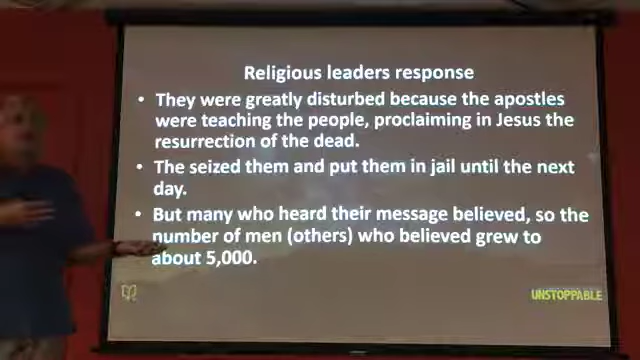 Religious leaders response
• They were greatly disturbed because the apostles
were teaching the people, proclaiming in Jesus the
resurrection of the dead.
• The seized them and put them in jail until the next
day.
• But many who heard their message believed, so the
number of men (others) who believed grew to
about 5,000.
UNSTOPPABLE